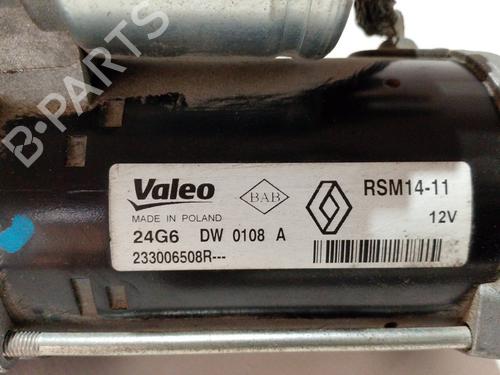 B-PARTS
Valeo
BAB
RSM14-11
MADE IN POLAND
12V
24G6 DW 0108 A
233006508R---